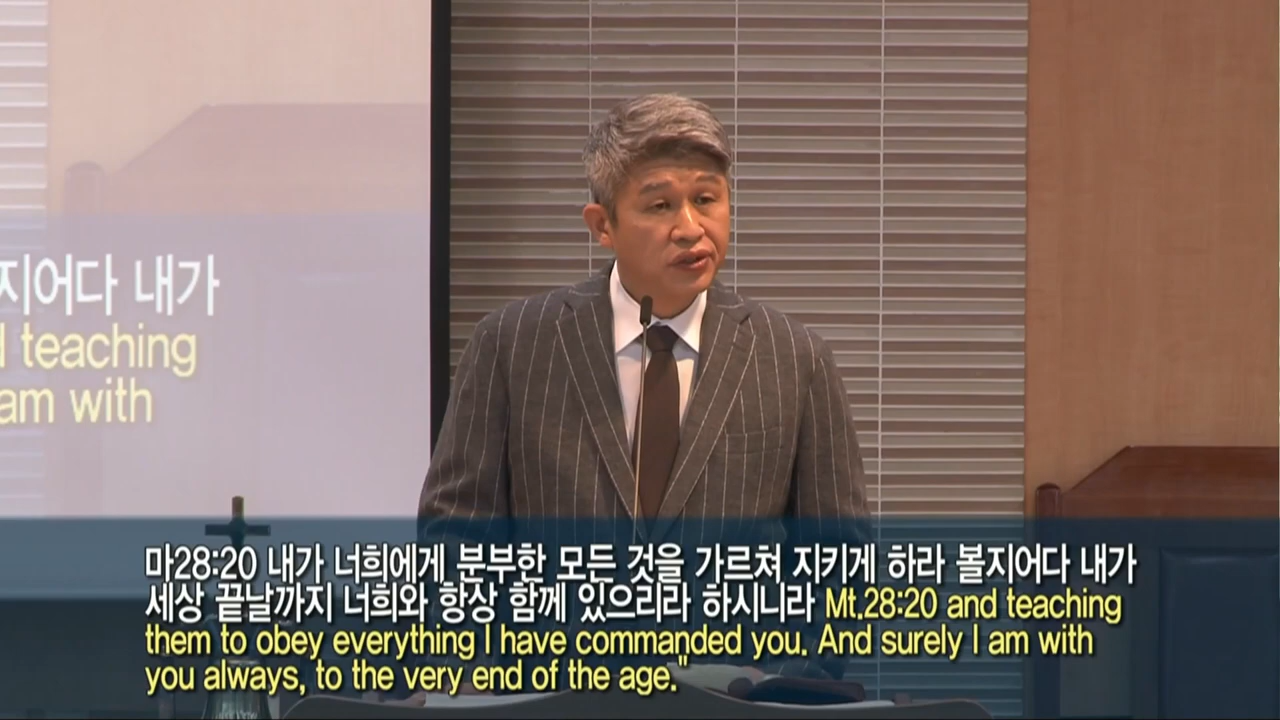 지어다 내가
teaching
am with
마28:20 내가 너희에게 분부한 모든 것을 가르쳐 지키게 하라 볼지어다 내가
세상 끝날까지 너희와 항상 함께 있으리라 하시니라 Mt.28:20 and teaching
them to obey everything I have commanded you. And surely I am with
you always, to the very end of the age."